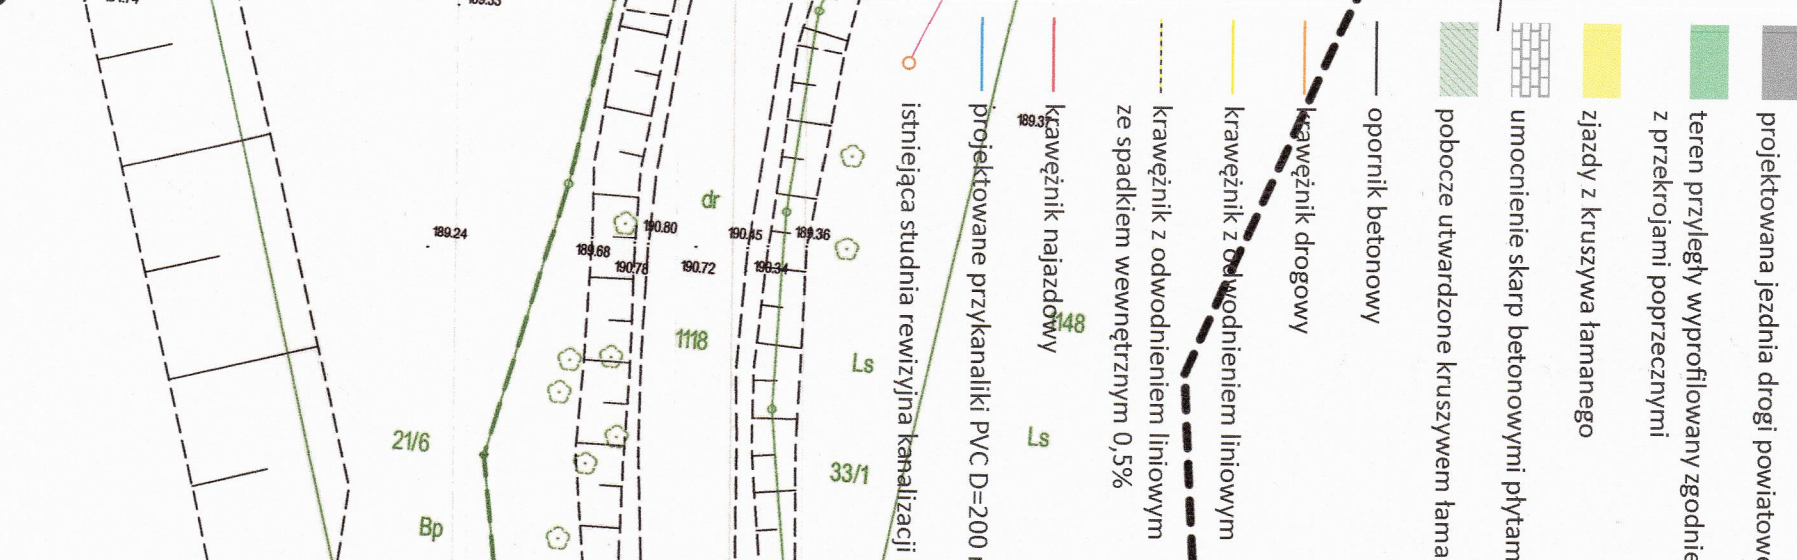 189.33
189.24
189.68
190.80
190.78
190.72
190.45
190.34
189.36
189.37
dr
1118
Ls
148
Ls
21/6
33/1
Bp
projektowana jezdnia drogi powiatowe
teren przyległy wyprofilowany zgodnie
z przekrojami poprzecznymi
zjazdy z kruszywa łamanego
umocnienie skarp betonowymi płytam
pobocze utwardzone kruszywem łama
opornik betonowy
krawężnik drogowy
krawężnik z odwodnieniem liniowym
krawężnik z odwodnieniem liniowym
ze spadkiem wewnętrznym 0,5%
krawężnik najazdowy
projektowane przykanaliki PVC D=200
istniejąca studnia rewizyjna kanalizacji